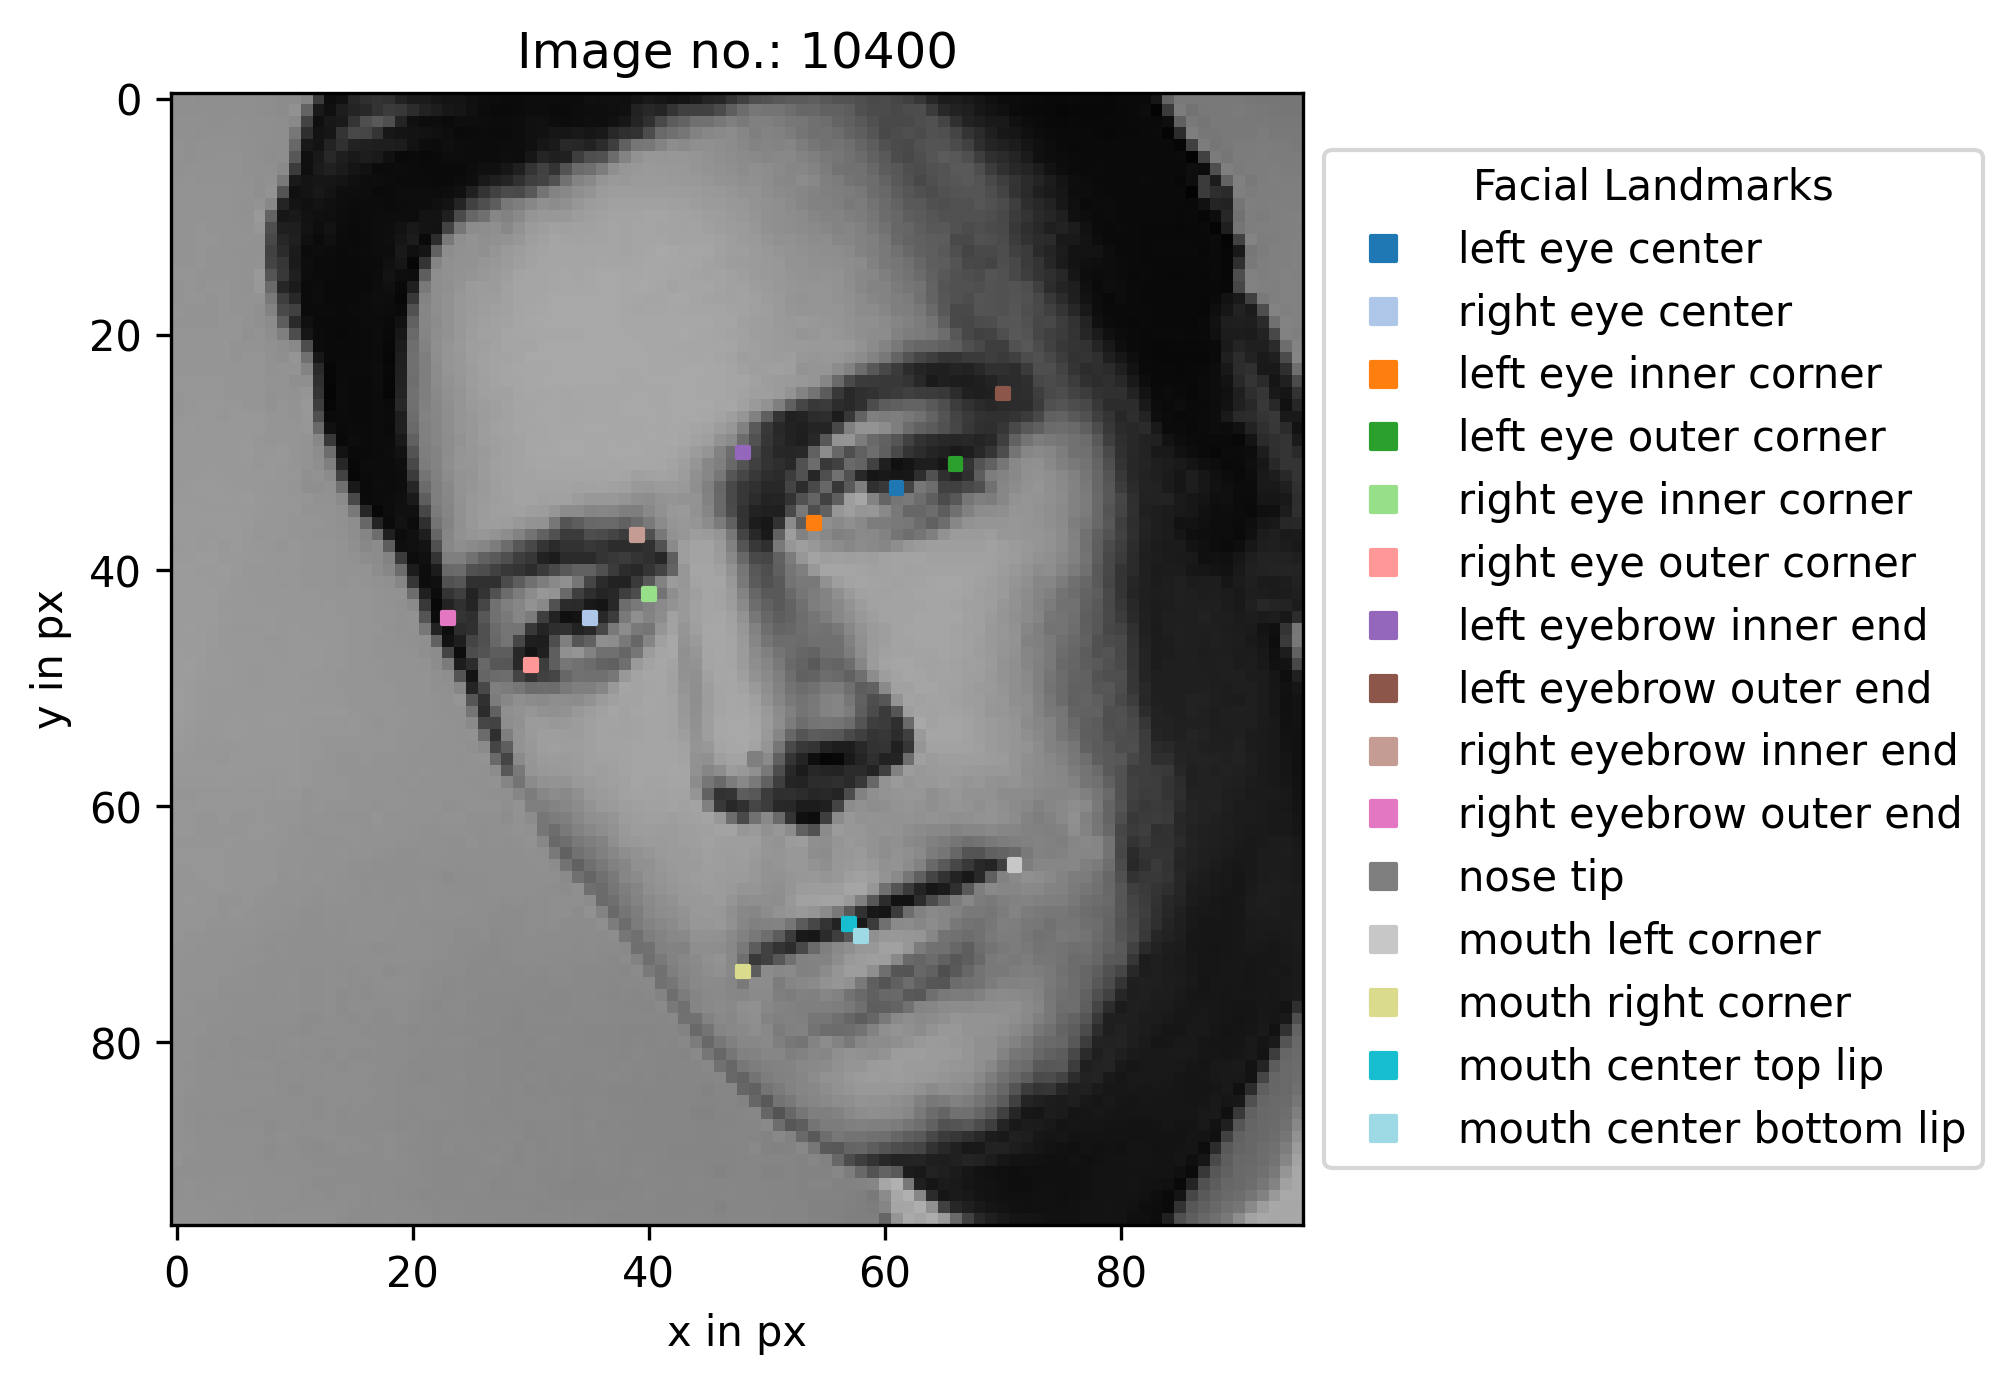 Image no.: 10400
0
20
40
60
80
y in px
0 20 40 60 80
x in px
Facial Landmarks
left eye center
right eye center
left eye inner corner
left eye outer corner
right eye inner corner
right eye outer corner
left eyebrow inner end
left eyebrow outer end
right eyebrow inner end
right eyebrow outer end
nose tip
mouth left corner
mouth right corner
mouth center top lip
mouth center bottom lip